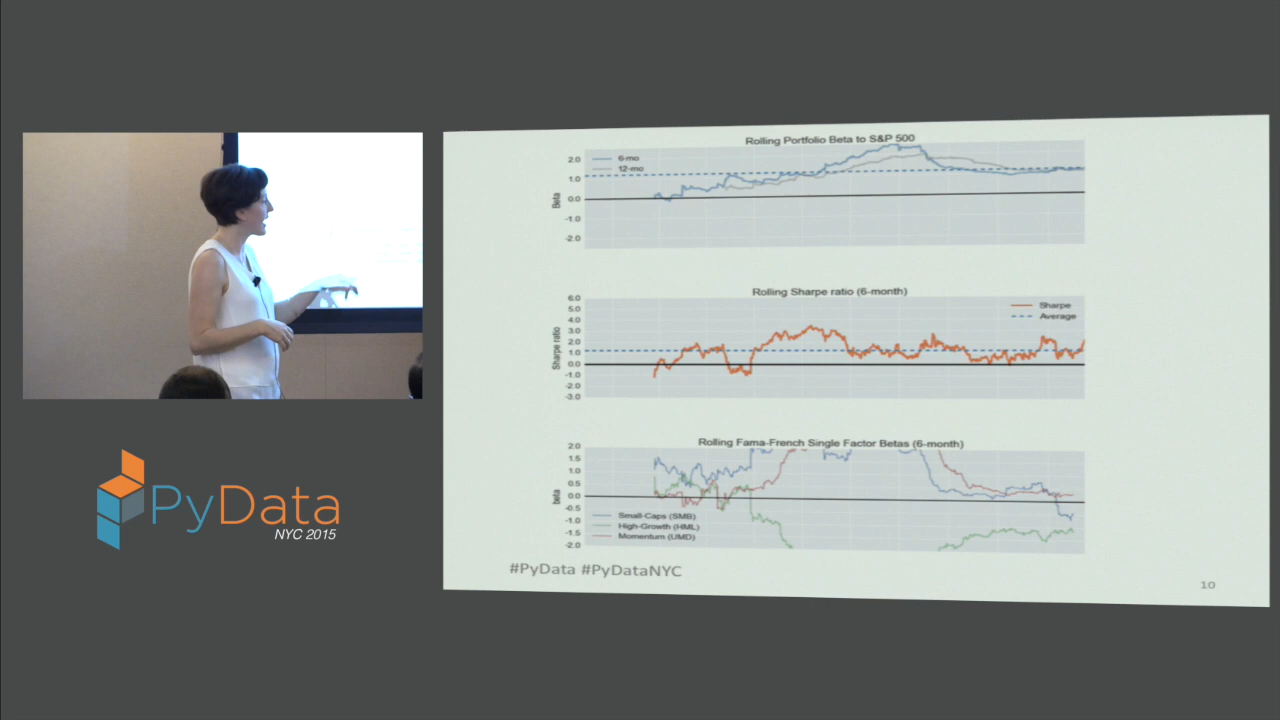 Rolling Portfolio Beta to S&P 500
Beta
2.0
1.0
0.0
-1.0
-2.0
6-mo
12-mo
Rolling Sharpe ratio (6-month)
Sharpe ratio
6.0
5.0
4.0
3.0
2.0
1.0
0.0
-1.0
-2.0
-3.0
Sharpe
Average
Rolling Fama-French Single Factor Betas (6-month)
beta
2.0
1.5
1.0
0.5
0.0
-0.5
-1.0
-1.5
-2.0
Small-Caps (SMB)
High-Growth (HML)
Momentum (UMD)
#PyData #PyDataNYC
10
PyData
NYC 2015